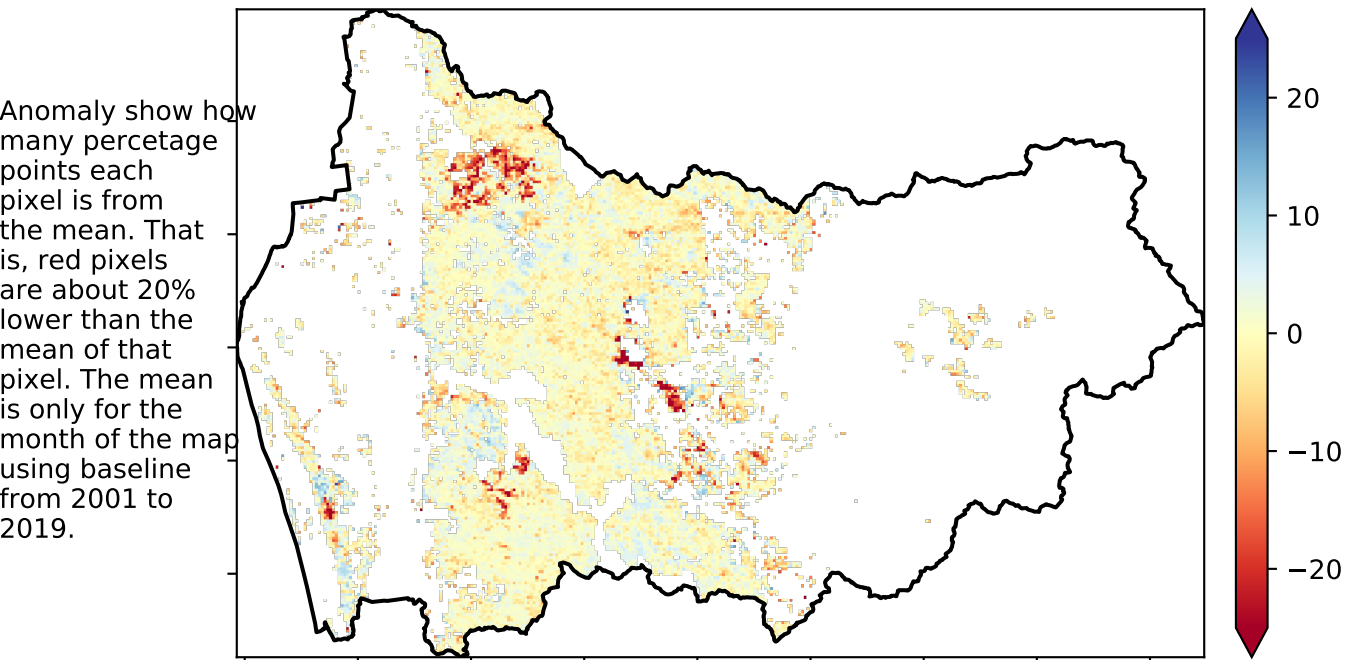 Anomaly show how
many percetage
points each
pixel is from
the mean. That
is, red pixels
are about 20%
lower than the
mean of that
pixel. The mean
is only for the
month of the map
using baseline
from 2001 to
2019.
20
10
0
−10
−20